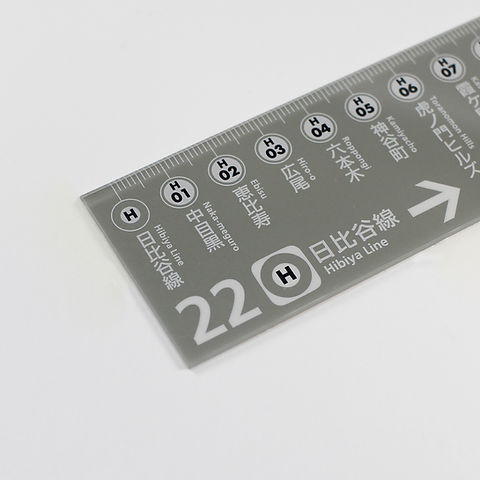 H
日比谷線
Hibiya Line
H
01
中目黒
Naka-meguro
H
02
恵比寿
Ebisu
H
03
広尾
Hiro-o
H
04
六本木
Roppongi
H
05
神谷町
Kamiyacho
H
06
虎ノ門ヒルズ
Toranomon Hills
H
07
霞ケ
22
H
日比谷線
Hibiya Line